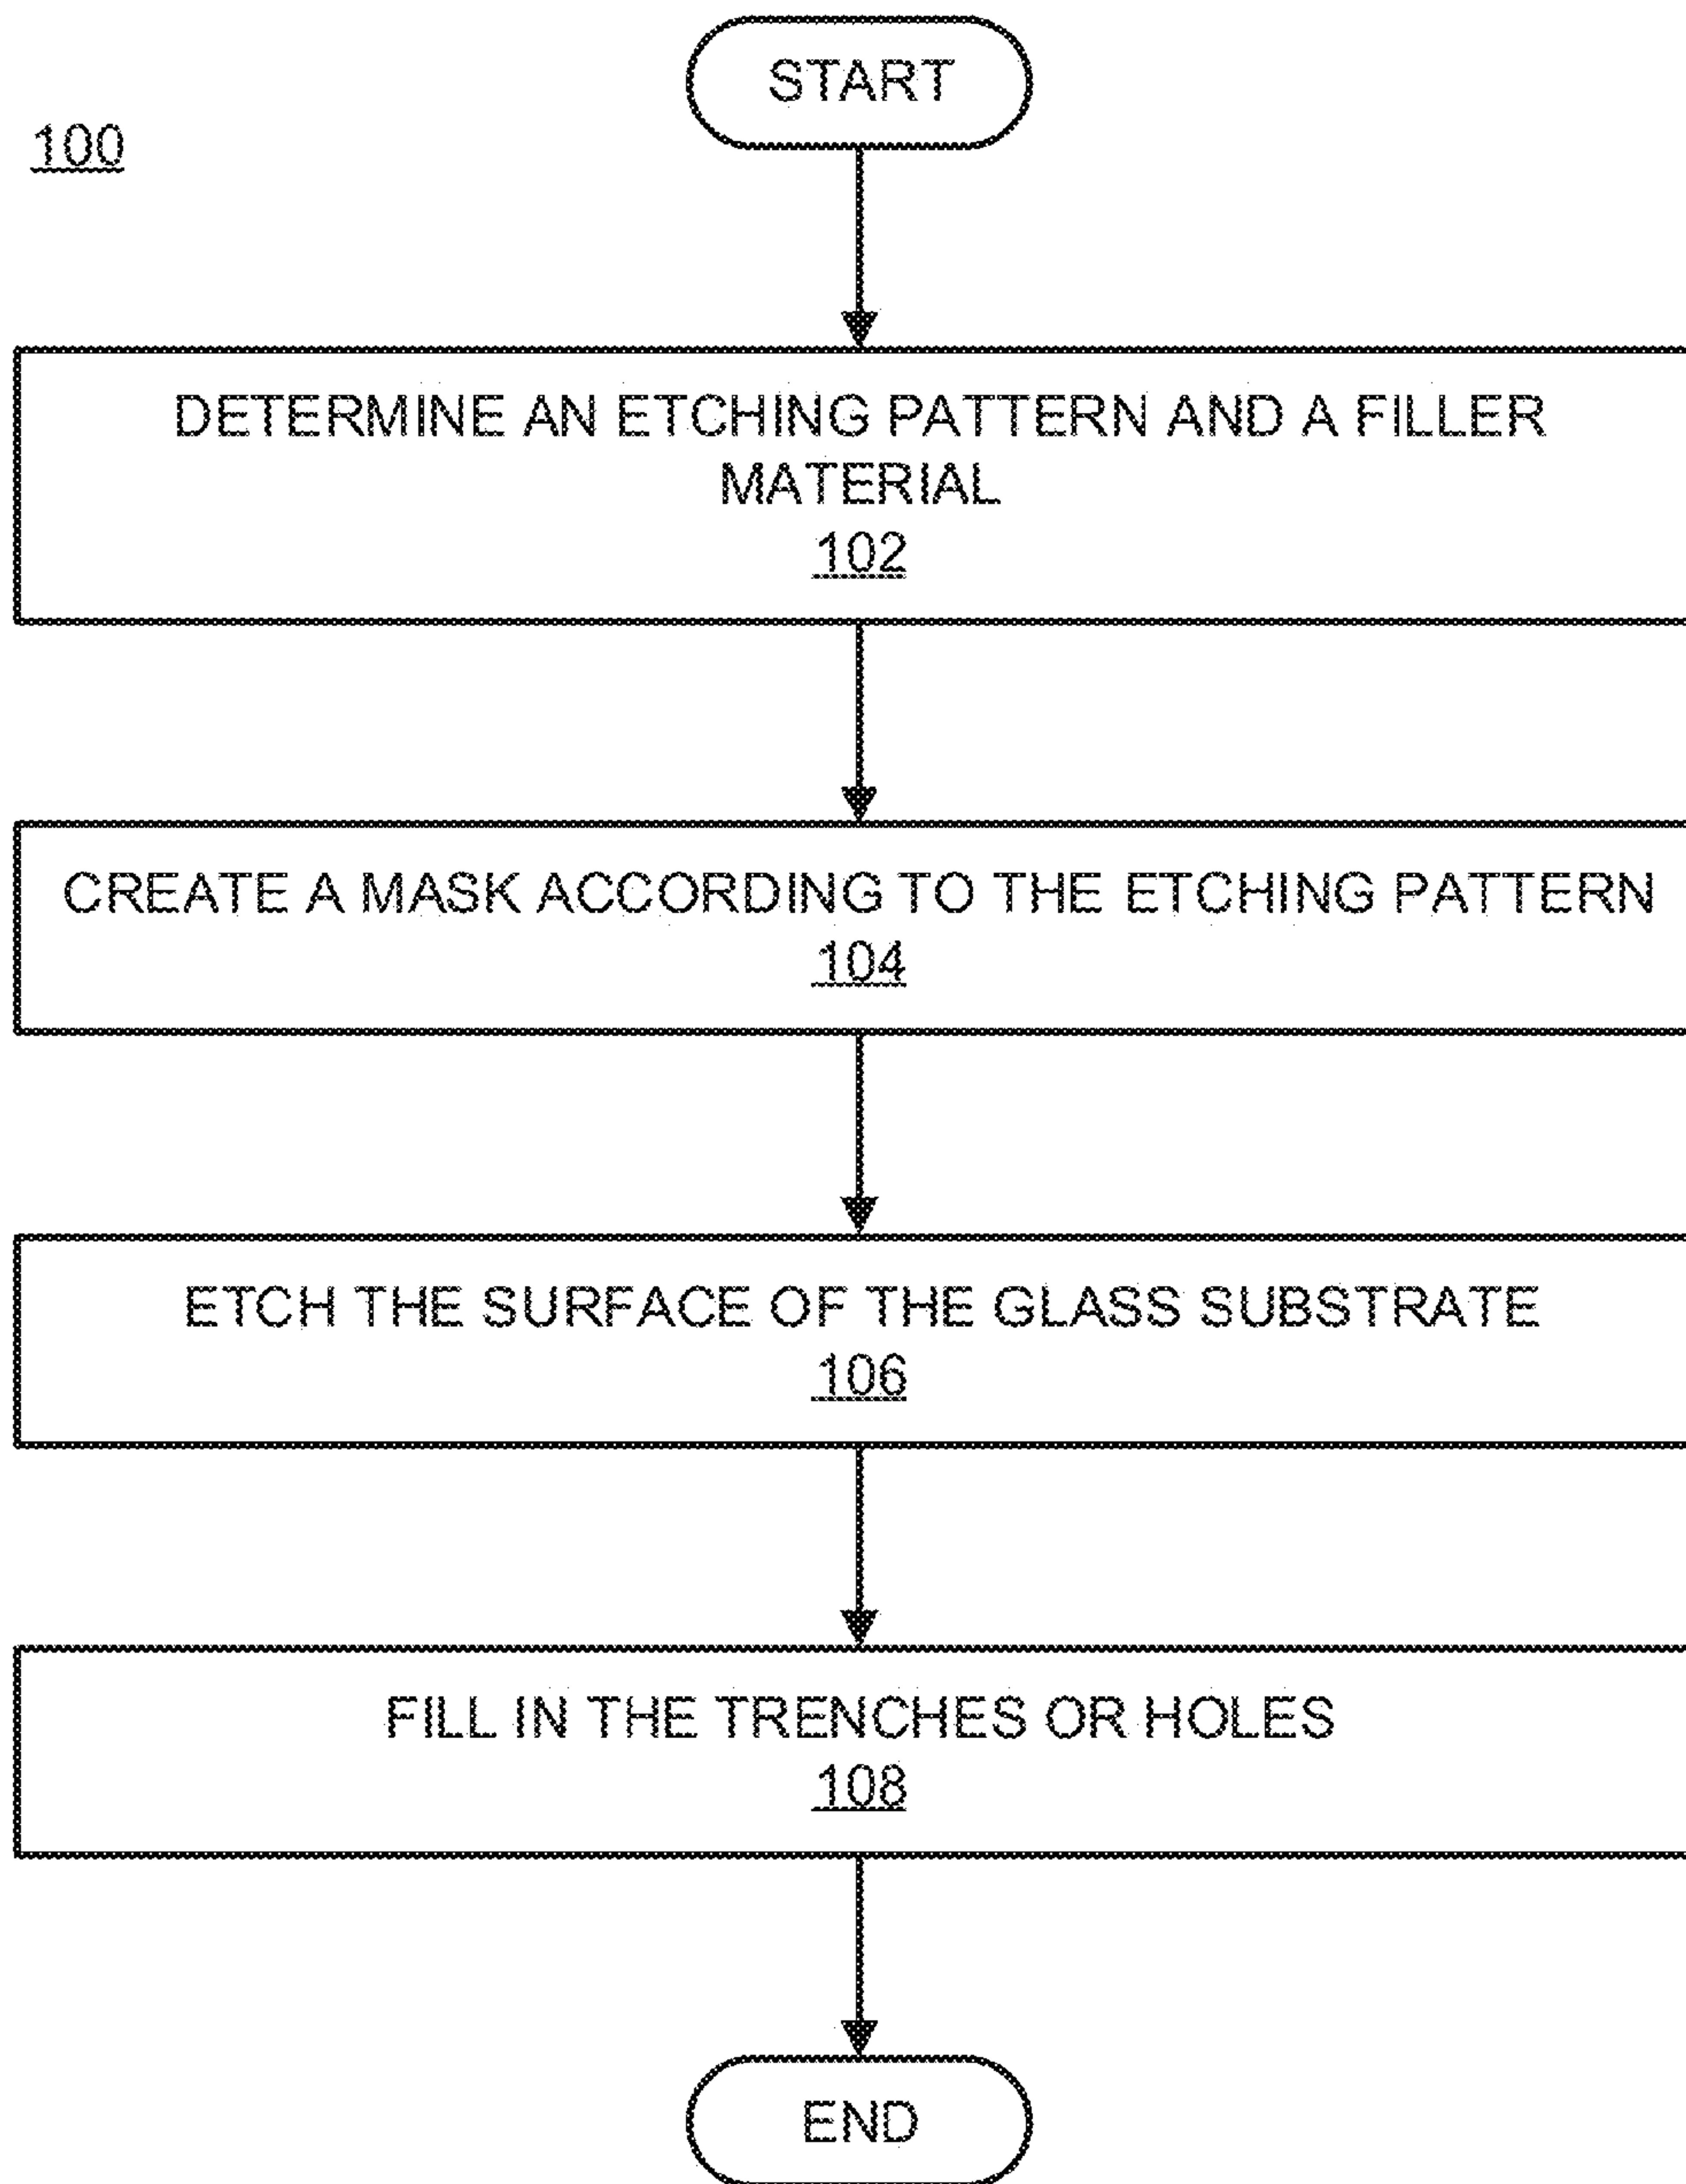 START
100
DETERMINE AN ETCHING PATTERN AND A FILLER
MATERIAL
102
CREATE A MASK ACCORDING TO THE ETCHING PATTERN
104
ETCH THE SURFACE OF THE GLASS SUBSTRATE
106
FILL IN THE TRENCHES OR HOLES
108
END